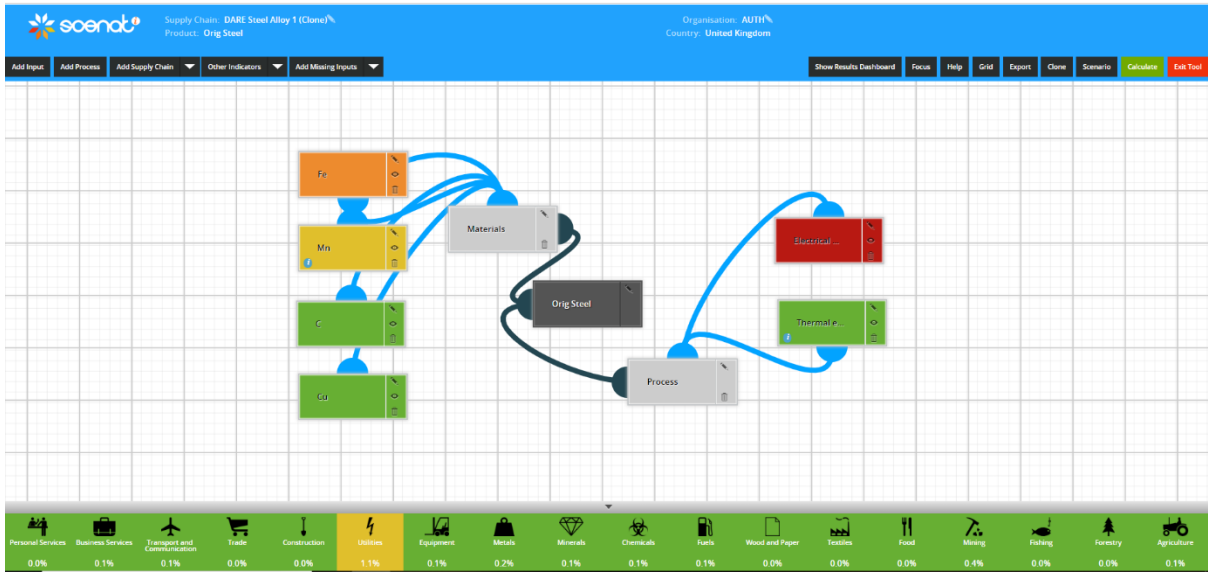 scenat
Supply Chain: DARE Steel Alloy 1 (Clone)
Product: Orig Steel
Organisation: AUTH
Country: United Kingdom
Add Input Add Process Add Supply Chain Other Indicators Add Missing Inputs Show Results Dashboard Focus Help Grid Export Clone Scenario Calculate Exit Tool
Fe
Materials
Mn
Electrical ...
Orig Steel
C
Thermal e...
Process
Cu
Personal Services Business Services Transport and Communication Trade Construction Utilities Equipment Metals Minerals Chemicals Fuels Wood and Paper Textiles Food Mining Fishing Forestry Agriculture
0.0% 0.1% 0.1% 0.0% 0.0% 1.1% 0.1% 0.2% 0.1% 0.1% 0.1% 0.0% 0.0% 0.0% 0.4% 0.0% 0.0% 0.1%